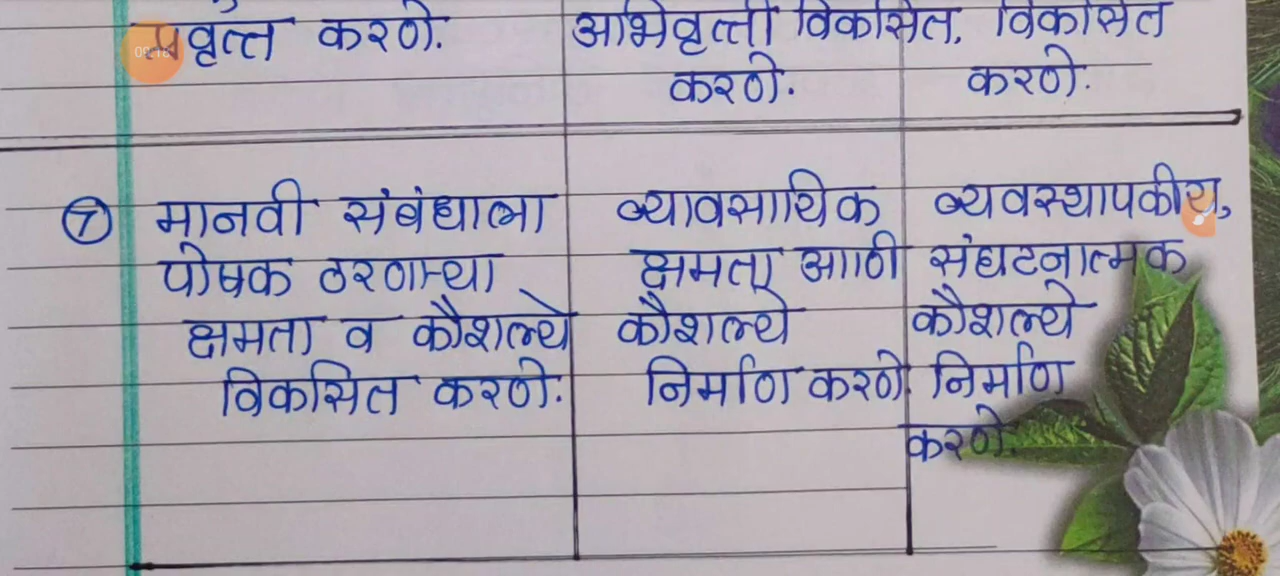 प्रवृत्त करणे. अभिवृत्ती विकसित, विकसित
करणे. करणे.
⑦ मानवी संबंधाला व्यावसायिक व्यवस्थापकीय,
पोषक ठरणाऱ्या क्षमता आणी संघटनात्मक
क्षमता व कौशल्ये कौशल्ये कौशल्ये
विकसित करणे. निर्माण करणे. निर्माण
करणे.